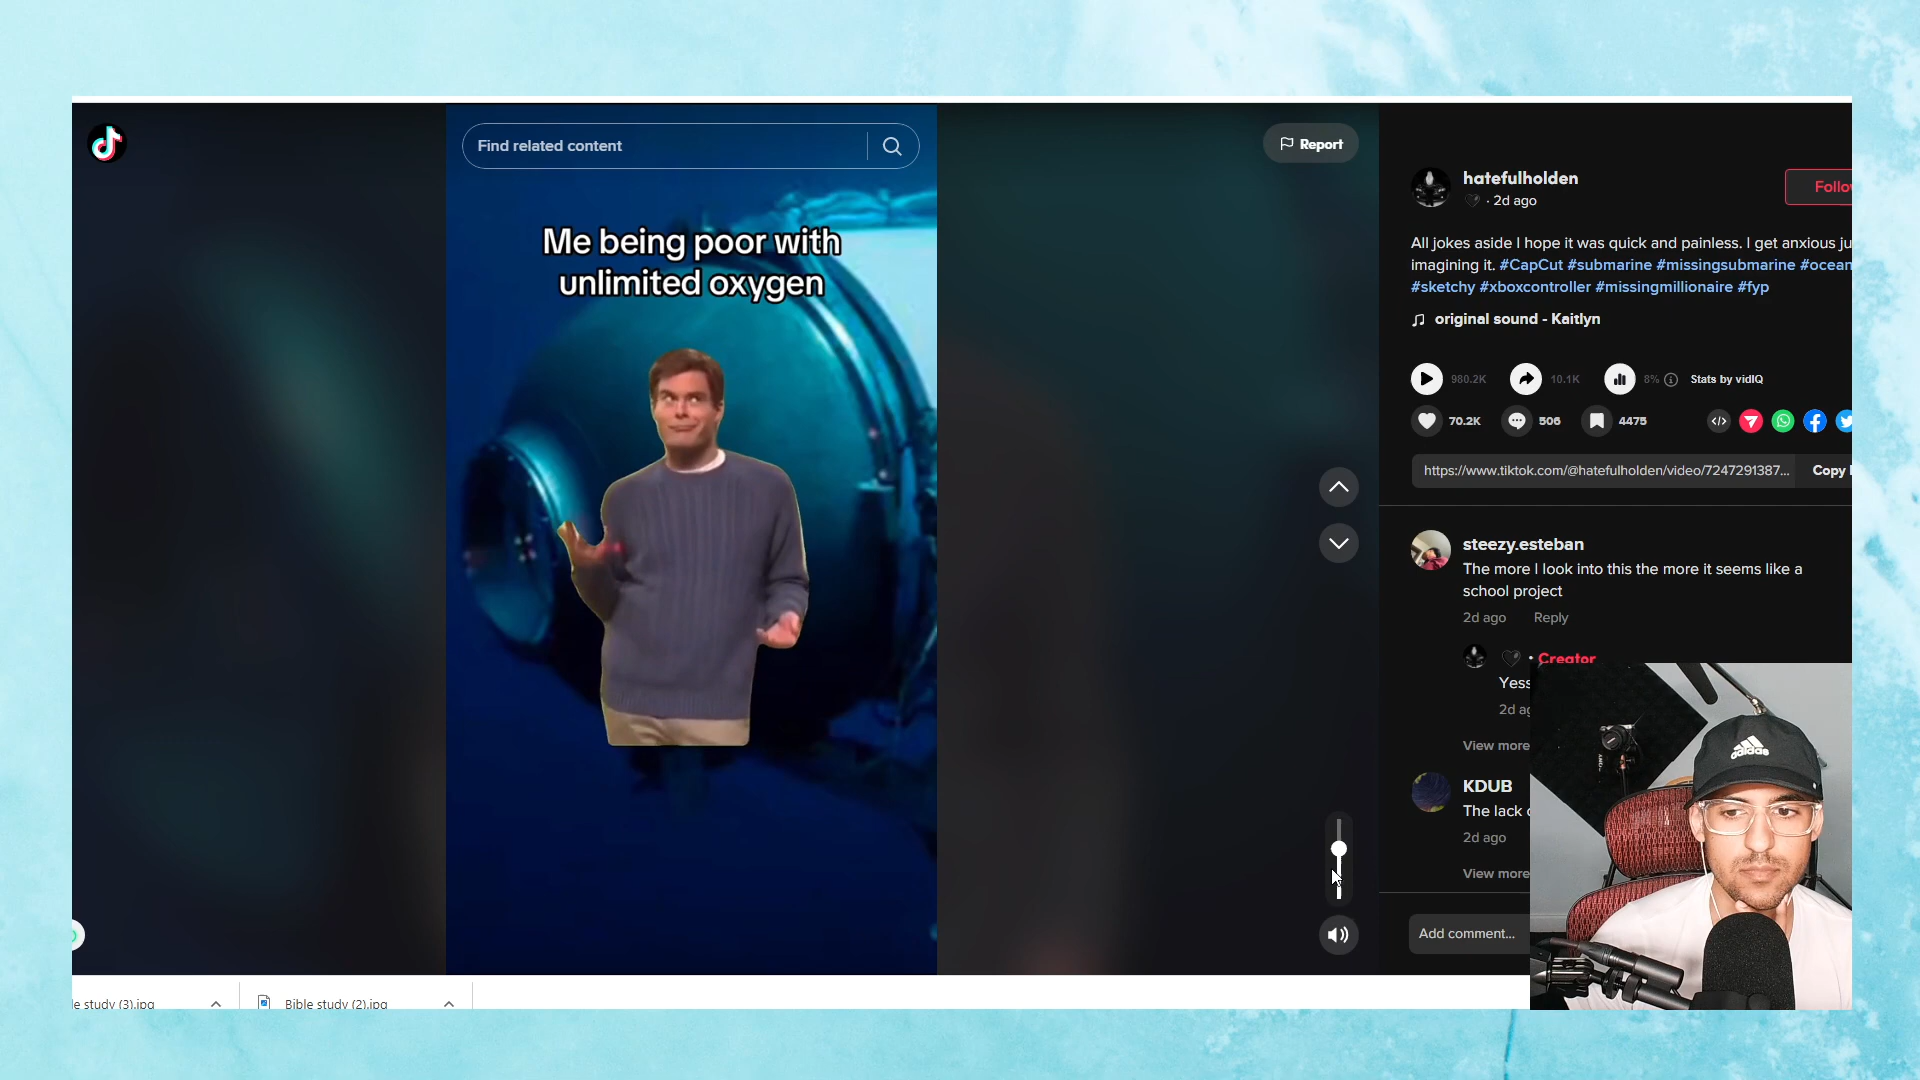 Find related content
Report
Me being poor with
unlimited oxygen
hatefulholden
· 2d ago
Follo
All jokes aside I hope it was quick and painless. I get anxious ju
imagining it. #CapCut #submarine #missingsubmarine #ocean
#sketchy #xboxcontroller #missingmillionaire #fyp
original sound - Kaitlyn
980.2K
10.1K
8%
Stats by vidIQ
70.2K
506
4475
https://www.tiktok.com/@hatefulholden/video/7247291387...
Copy
steezy.esteban
The more I look into this the more it seems like a
school project
2d ago
Reply
· Creator
Yess
2d ag
View more
KDUB
The lack
2d ago
View more
Add comment...
adidas
le study (3).jpg
Bible study (2).jpg